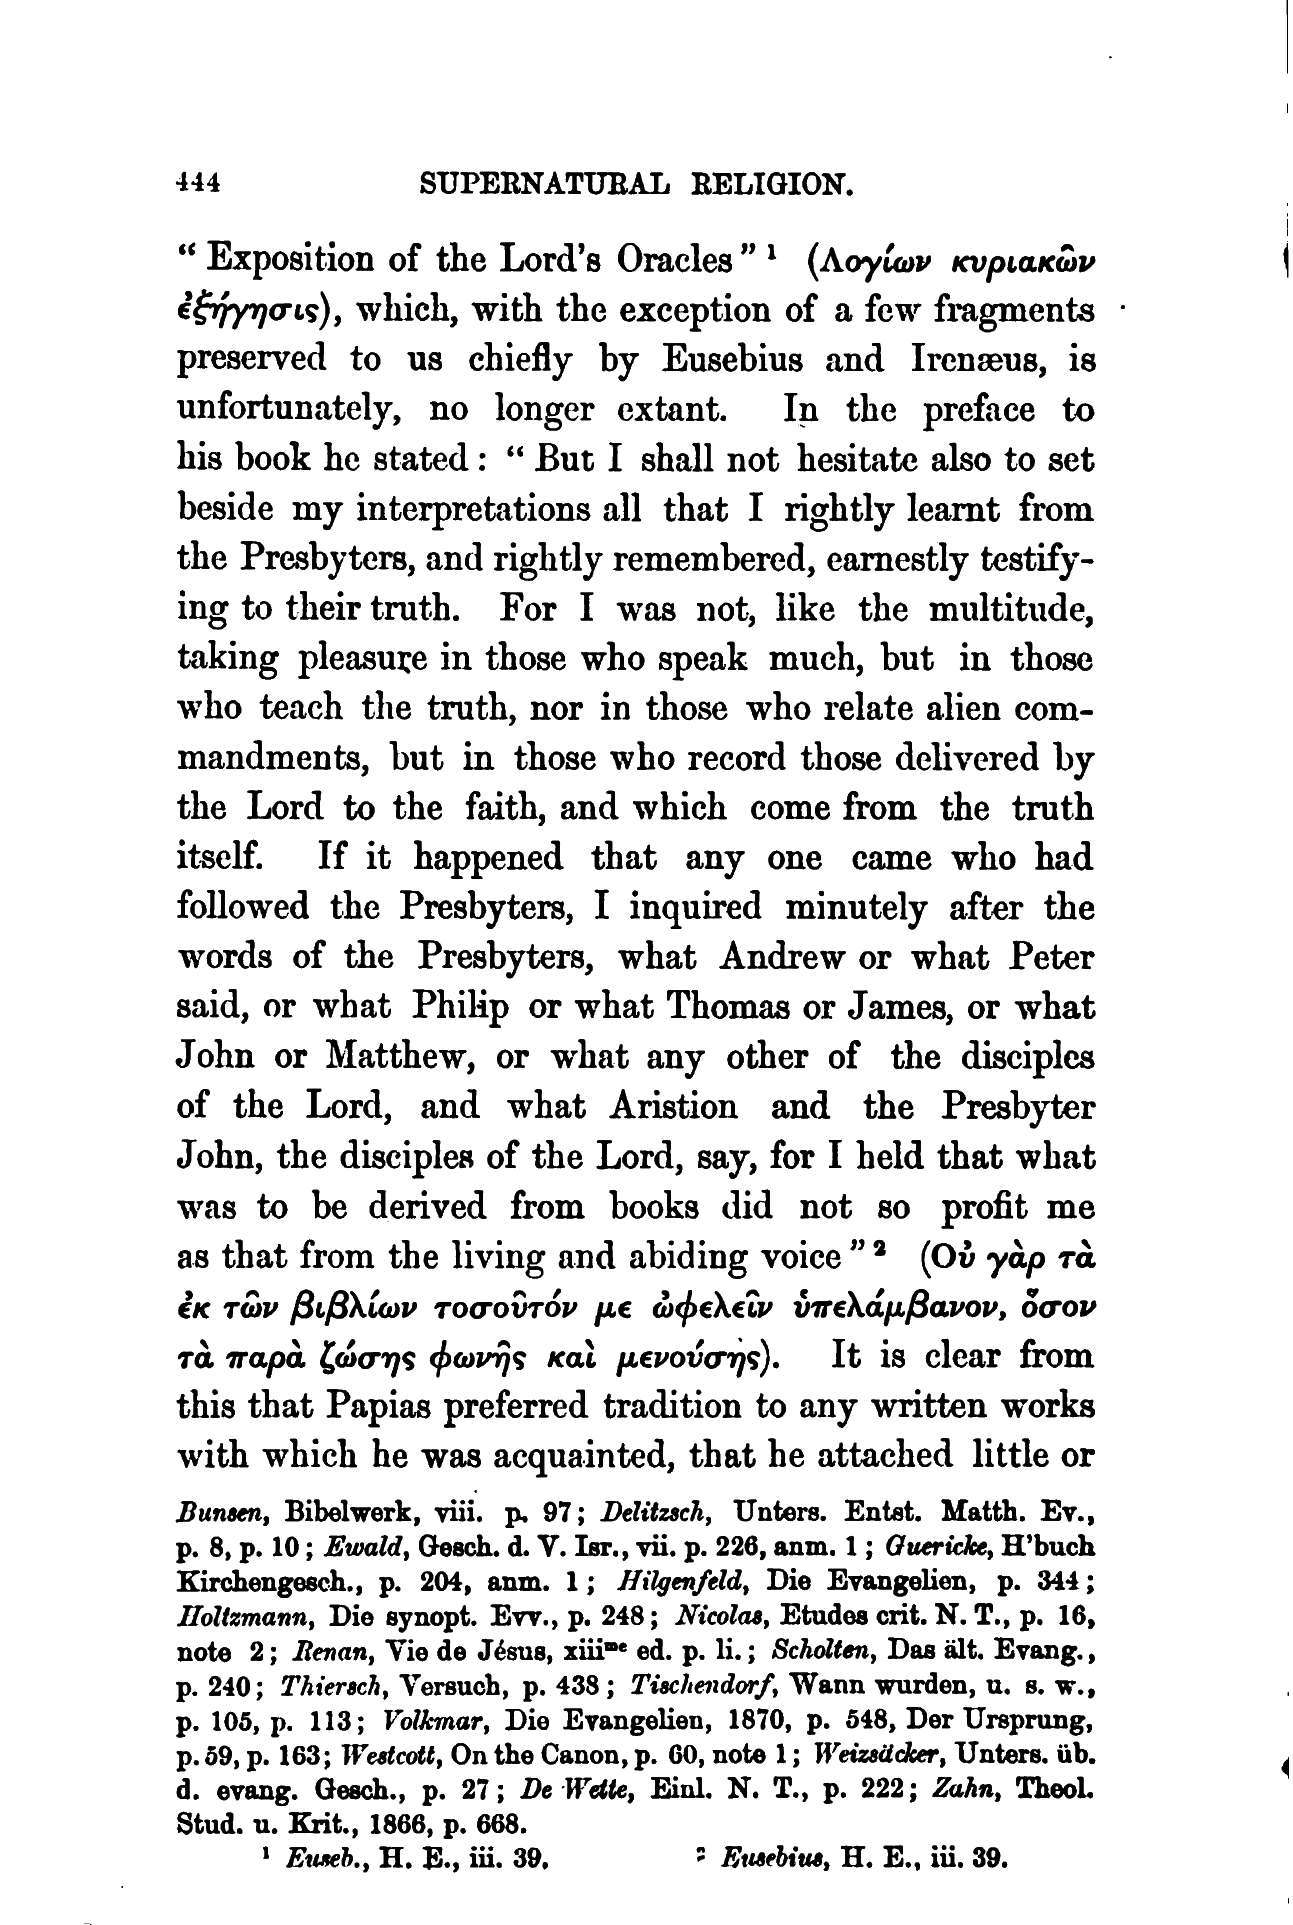 444 SUPERNATURAL RELIGION.
“ Exposition of the Lord's Oracles ” ¹ (Λογίων κυριακῶν
ἐξήγησις), which, with the exception of a few fragments
preserved to us chiefly by Eusebius and Irenæus, is
unfortunately, no longer extant. In the preface to
his book he stated : “ But I shall not hesitate also to set
beside my interpretations all that I rightly learnt from
the Presbyters, and rightly remembered, earnestly testify-
ing to their truth. For I was not, like the multitude,
taking pleasure in those who speak much, but in those
who teach the truth, nor in those who relate alien com-
mandments, but in those who record those delivered by
the Lord to the faith, and which come from the truth
itself. If it happened that any one came who had
followed the Presbyters, I inquired minutely after the
words of the Presbyters, what Andrew or what Peter
said, or what Philip or what Thomas or James, or what
John or Matthew, or what any other of the disciples
of the Lord, and what Aristion and the Presbyter
John, the disciples of the Lord, say, for I held that what
was to be derived from books did not so profit me
as that from the living and abiding voice ” ² (Οὐ γὰρ τὰ
ἐκ τῶν βιβλίων τοσοῦτόν με ὠφελεῖν ὑπελάμβανον, ὅσον
τὰ παρὰ ζώσης φωνῆς καὶ μενούσης). It is clear from
this that Papias preferred tradition to any written works
with which he was acquainted, that he attached little or
Bunsen, Bibelwerk, viii. p. 97 ; Delitzsch, Unters. Entst. Matth. Ev.,
p. 8, p. 10 ; Ewald, Gesch. d. V. Isr., vii. p. 226, anm. 1 ; Guericke, H'buch
Kirchengesch., p. 204, anm. 1 ; Hilgenfeld, Die Evangelien, p. 344 ;
Holtzmann, Die synopt. Evv., p. 248 ; Nicolas, Etudes crit. N. T., p. 16,
note 2 ; Renan, Vie de Jésus, xiiiᵐᵉ ed. p. li. ; Scholten, Das ält. Evang.,
p. 240 ; Thiersch, Versuch, p. 438 ; Tischendorf, Wann wurden, u. s. w.,
p. 105, p. 113 ; Volkmar, Die Evangelien, 1870, p. 548, Der Ursprung,
p. 59, p. 163 ; Westcott, On the Canon, p. 60, note 1 ; Weizsäcker, Unters. üb.
d. evang. Gesch., p. 27 ; De Wette, Einl. N. T., p. 222 ; Zahn, Theol.
Stud. u. Krit., 1866, p. 668.
¹ Euseb., H. E., iii. 39. ² Eusebius, H. E., iii. 39.